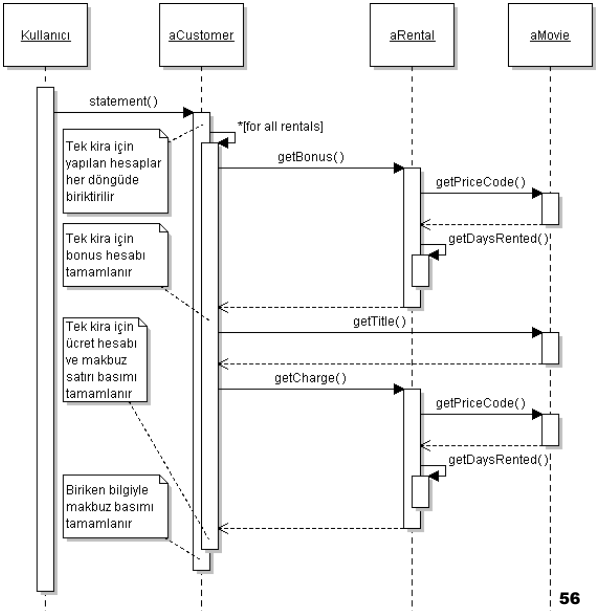 Kullanıcı
aCustomer
aRental
aMovie
statement()
*[for all rentals]
Tek kira için
yapılan hesaplar
her döngüde
biriktirilir
getBonus()
getPriceCode()
getDaysRented()
Tek kira için
bonus hesabı
tamamlanır
getTitle()
Tek kira için
ücret hesabı
ve makbuz
satırı basımı
tamamlanır
getCharge()
getPriceCode()
getDaysRented()
Biriken bilgiyle
makbuz basımı
tamamlanır
56